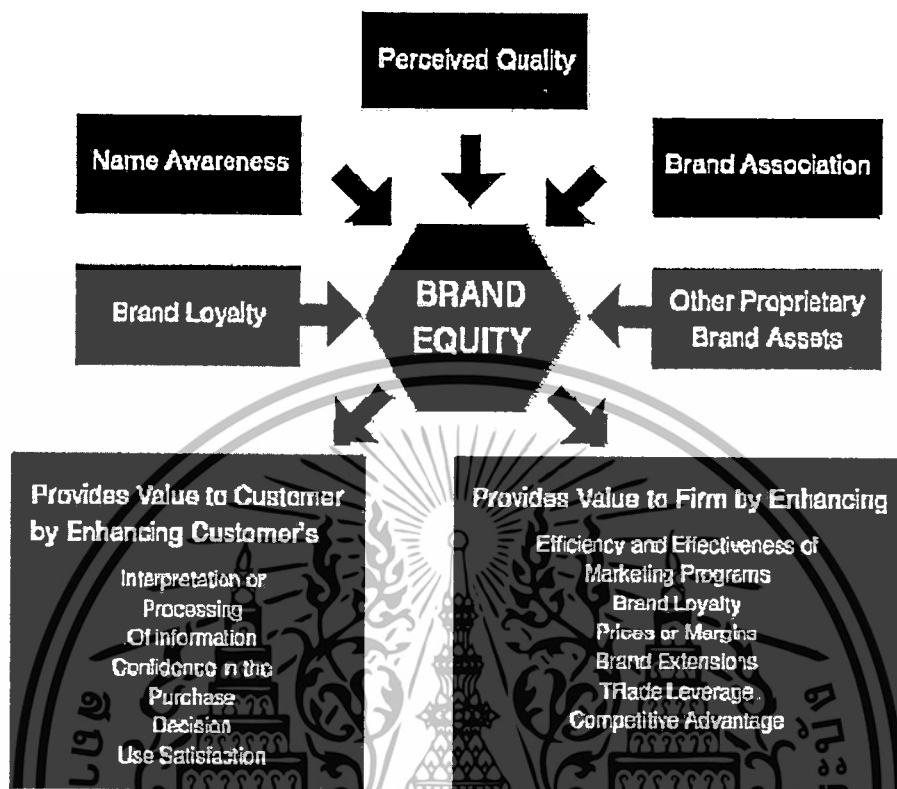 Perceived Quality
Name Awareness
Brand Association
Brand Loyalty
BRAND
EQUITY
Other Proprietary
Brand Assets
Provides Value to Customer
by Enhancing Customer's
Interpretation or
Processing
Of information
Confidence in the
Purchase
Decision
Use Satisfaction
Provides Value to Firm by Enhancing
Efficiency and Effectiveness of
Marketing Programs
Brand Loyalty
Prices or Margins
Brand Extensions
TRade Leverage.
Competitive Advantage